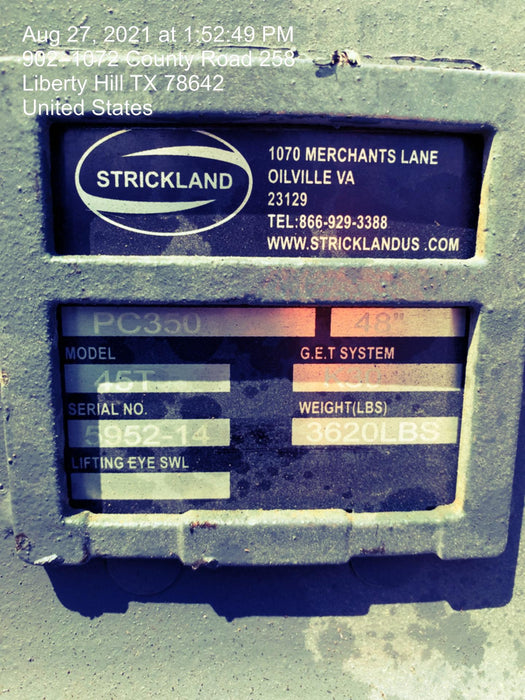 Aug 27, 2021 at 1:52:49 PM
902–1072 County Road 258
Liberty Hill TX 78642
United States
STRICKLAND
1070 MERCHANTS LANE
OILVILLE VA
23129
TEL:866-929-3388
WWW.STRICKLANDUS.COM
PC350 48"
MODEL G.E.T SYSTEM
45T
SERIAL NO. WEIGHT(LBS)
5952-14 3620LBS
LIFTING EYE SWL